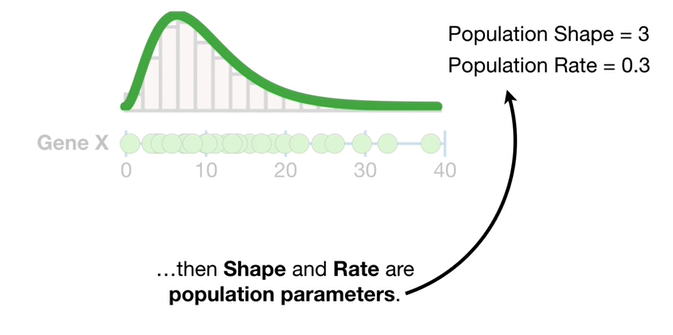 Population Shape = 3
Population Rate = 0.3
Gene X
0 10 20 30 40
...then Shape and Rate are
population parameters.